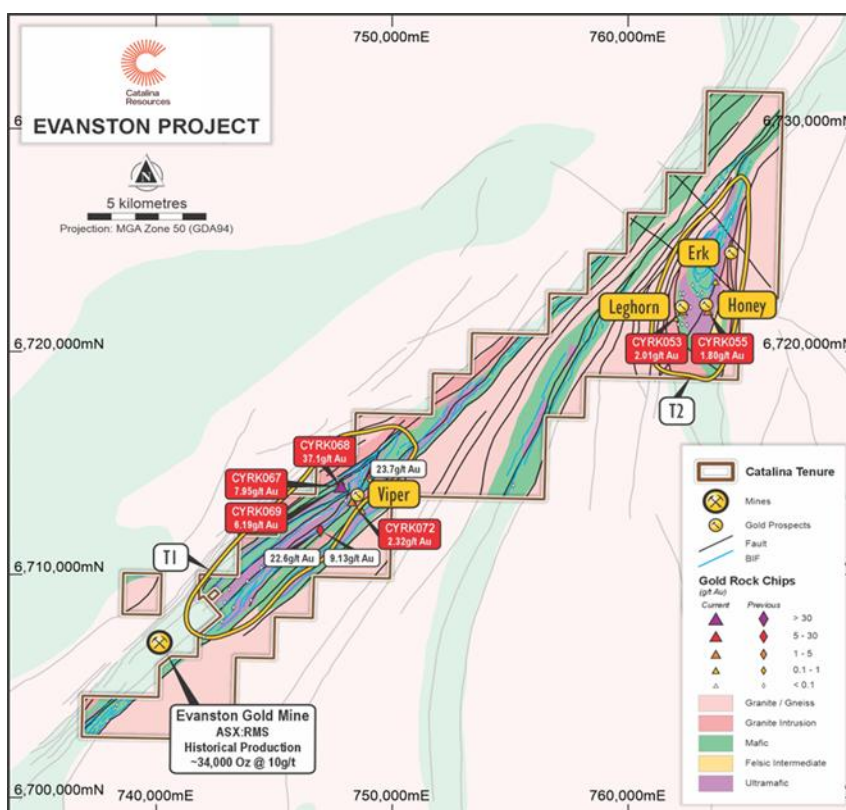 750,000mE
760,000mE
Catalina
Resources
EVANSTON PROJECT
6,730,000mN
N
5 kilometres
Projection: MGA Zone 50 (GDA94)
Erk
Leghorn
Honey
CYRK053
2.01g/t Au
CYRK055
1.80g/t Au
6,720,000mN
6,720,000mN
T2
CYRK068
37.1g/t Au
23.7g/t Au
CYRK067
7.95g/t Au
Viper
CYRK069
6.19g/t Au
CYRK072
2.32g/t Au
T1
22.6g/t Au
9.13g/t Au
6,710,000mN
Evanston Gold Mine
ASX:RMS
Historical Production
~34,000 Oz @ 10g/t
6,700,000mN
740,000mE
750,000mE
760,000mE
Catalina Tenure
Mines
Gold Prospects
Fault
BIF
Gold Rock Chips
(g/t Au)
Current
Previous
> 30
5 - 30
1 - 5
0.1 - 1
< 0.1
Granite / Gneiss
Granite Intrusion
Mafic
Felsic Intermediate
Ultramafic